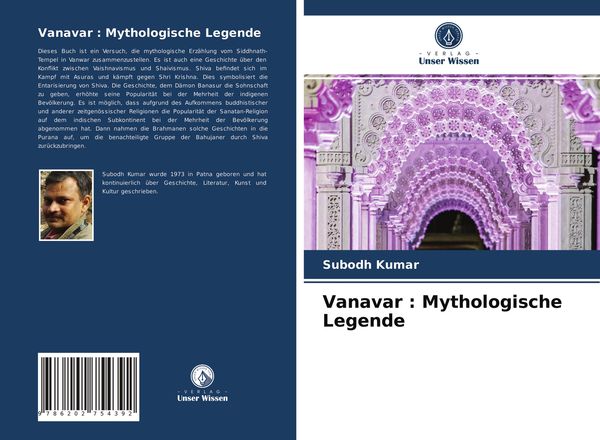 Vanavar : Mythologische Legende
Dieses Buch ist ein Versuch, die mythologische Erzählung vom Siddhnath-
Tempel in Vanwar zusammenzustellen. Es ist auch eine Geschichte über den
Konflikt zwischen Vaishnavismus und Shaivismus. Shiva befindet sich im
Kampf mit Asuras und kämpft gegen Shri Krishna. Dies symbolisiert die
Entarisierung von Shiva. Die Geschichte, dem Dämon Banasur die Sohnschaft
zu geben, erhöhte seine Popularität bei der Mehrheit der indigenen
Bevölkerung. Es ist möglich, dass aufgrund des Aufkommens buddhistischer
und anderer zeitgenössischer Religionen die Popularität der Sanatan-Religion
auf dem indischen Subkontinent bei der Mehrheit der Bevölkerung
abgenommen hat. Dann nahmen die Brahmanen solche Geschichten in die
Purana auf, um die benachteiligte Gruppe der Bahujaner durch Shiva
zurückzubringen.
Subodh Kumar wurde 1973 in Patna geboren und hat
kontinuierlich über Geschichte, Literatur, Kunst und
Kultur geschrieben.
9 786202 754392
VERLAG
Unser Wissen
VERLAG
Unser Wissen
Subodh Kumar
Vanavar : Mythologische
Legende